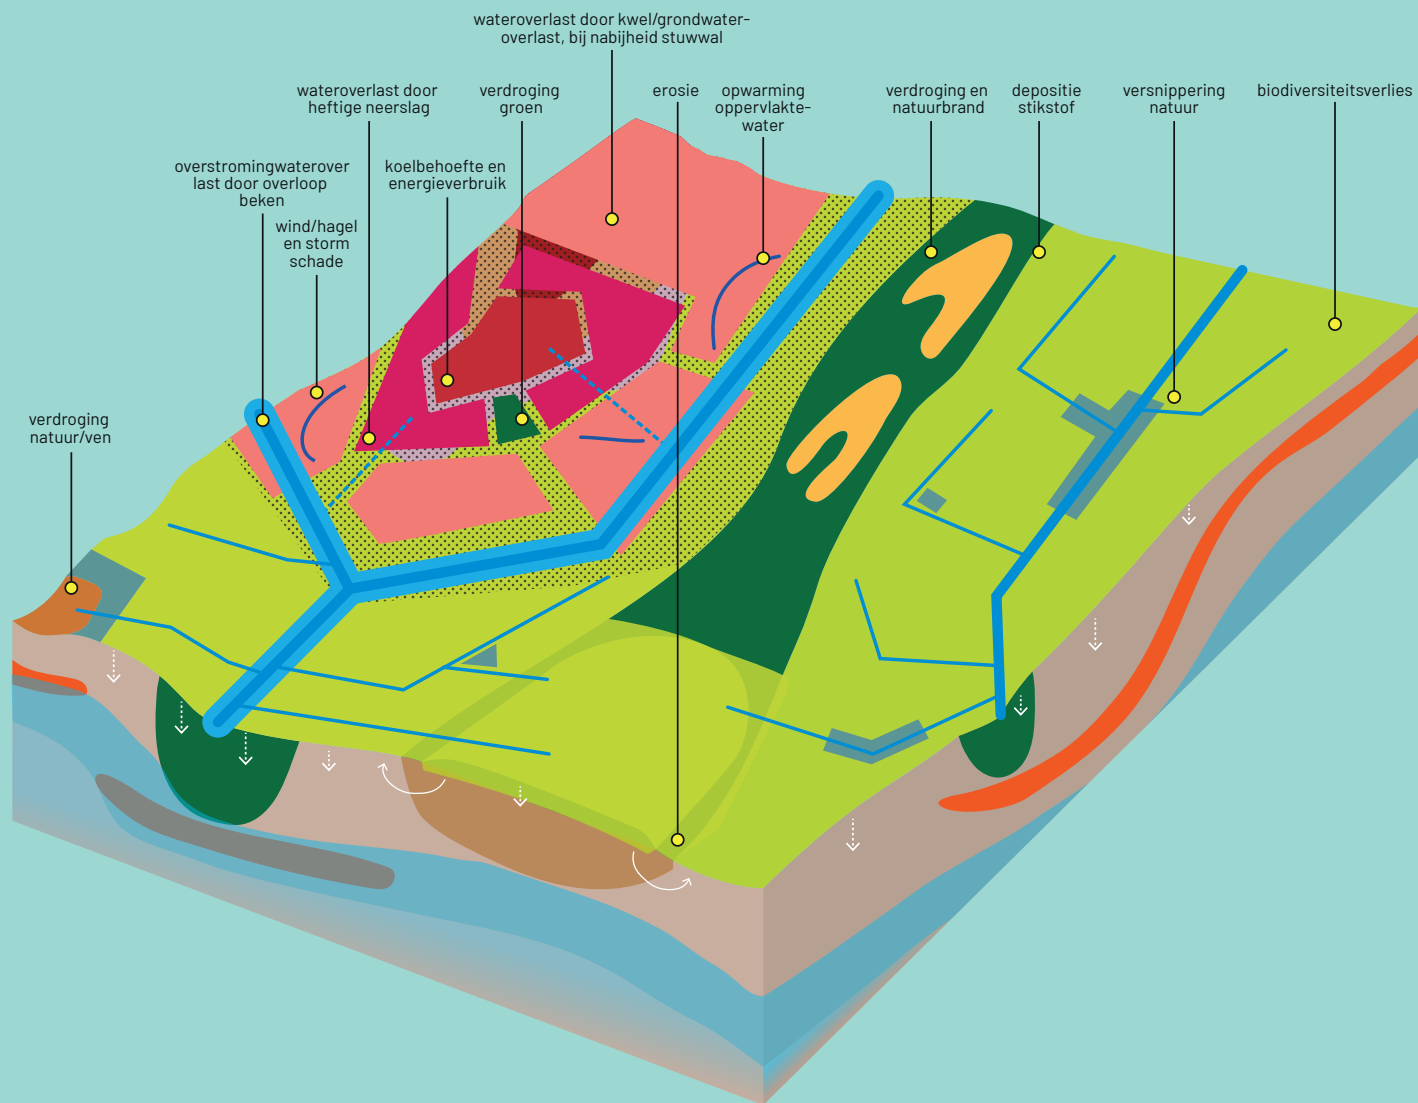 wateroverlast door kwel/grondwater-
overlast, bij nabijheid stuwwal
wateroverlast door
heftige neerslag
verdroging
groen
erosie
opwarming
oppervlakte-
water
verdroging en
natuurbrand
depositie
stikstof
versnippering
natuur
biodiversiteitsverlies
overstromingwaterover
last door overloop
beken
koelbehoefte en
energieverbruik
wind/hagel
en storm
schade
verdroging
natuur/ven